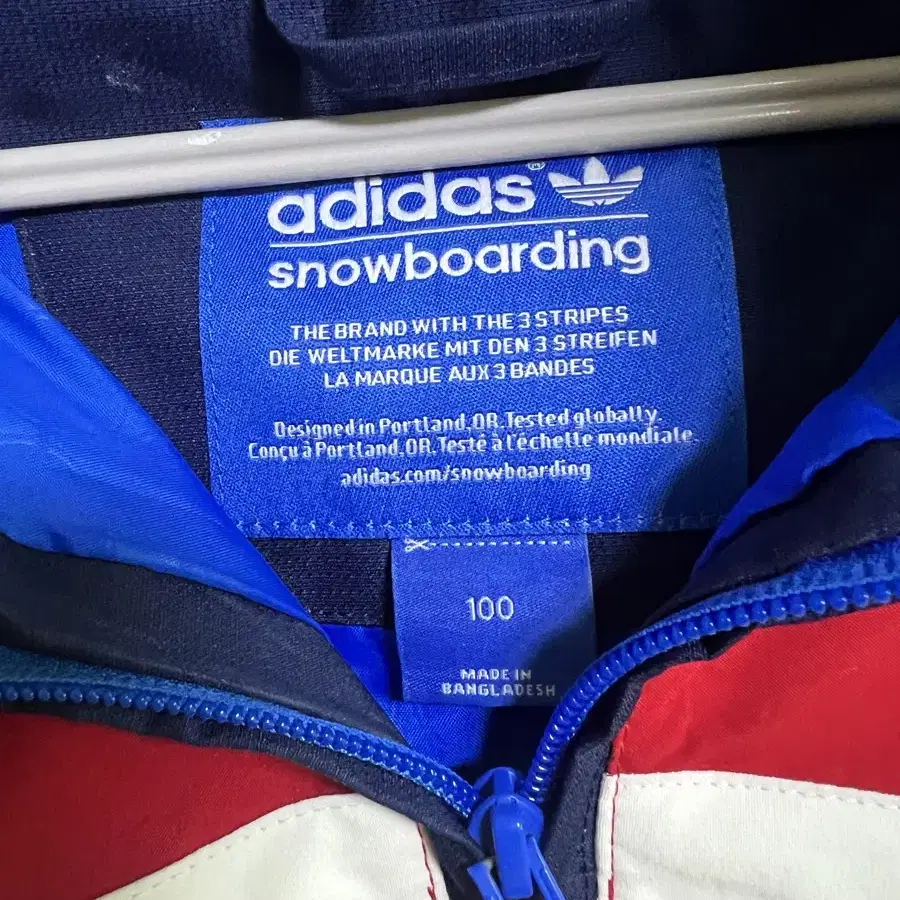 adidas®
snowboarding
THE BRAND WITH THE 3 STRIPES
DIE WELTMARKE MIT DEN 3 STREIFEN
LA MARQUE AUX 3 BANDES
Designed in Portland, OR. Tested globally.
Conçu à Portland, OR. Testé à l'échelle mondiale.
adidas.com/snowboarding
100
MADE IN
BANGLADESH